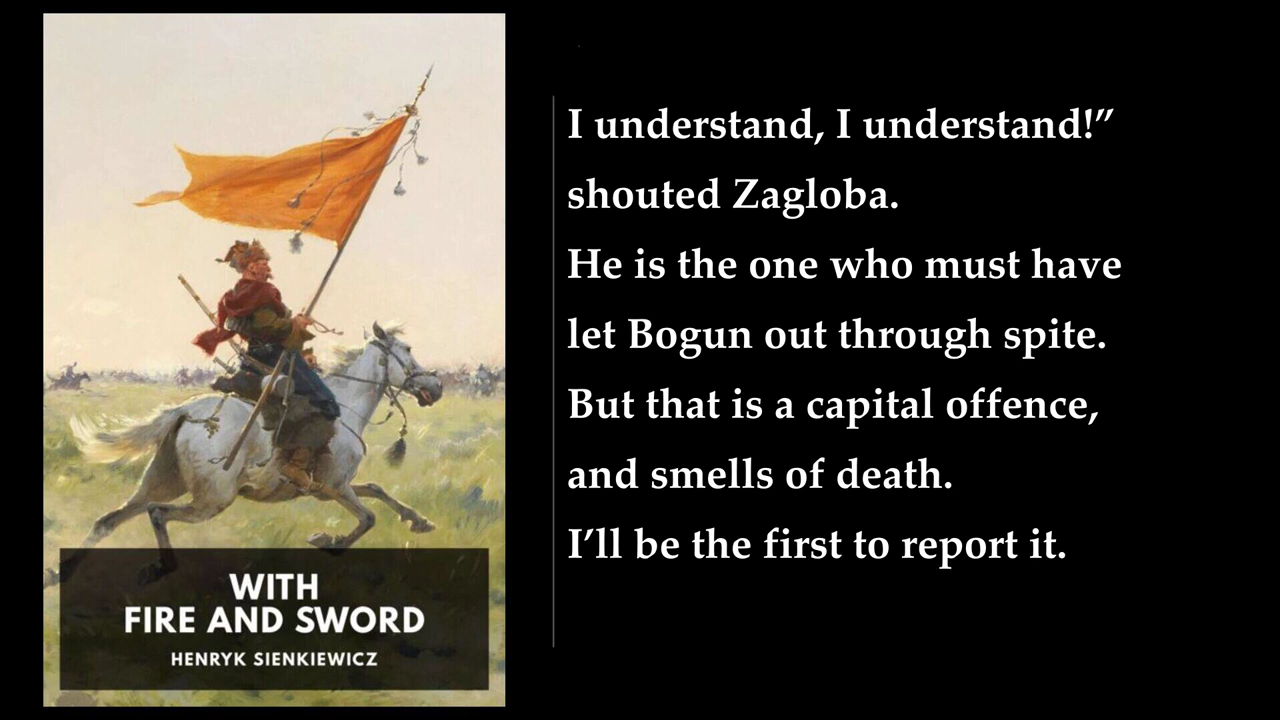 WITH
FIRE AND SWORD
HENRYK SIENKIEWICZ
I understand, I understand!”
shouted Zagloba.
He is the one who must have
let Bogun out through spite.
But that is a capital offence,
and smells of death.
I’ll be the first to report it.